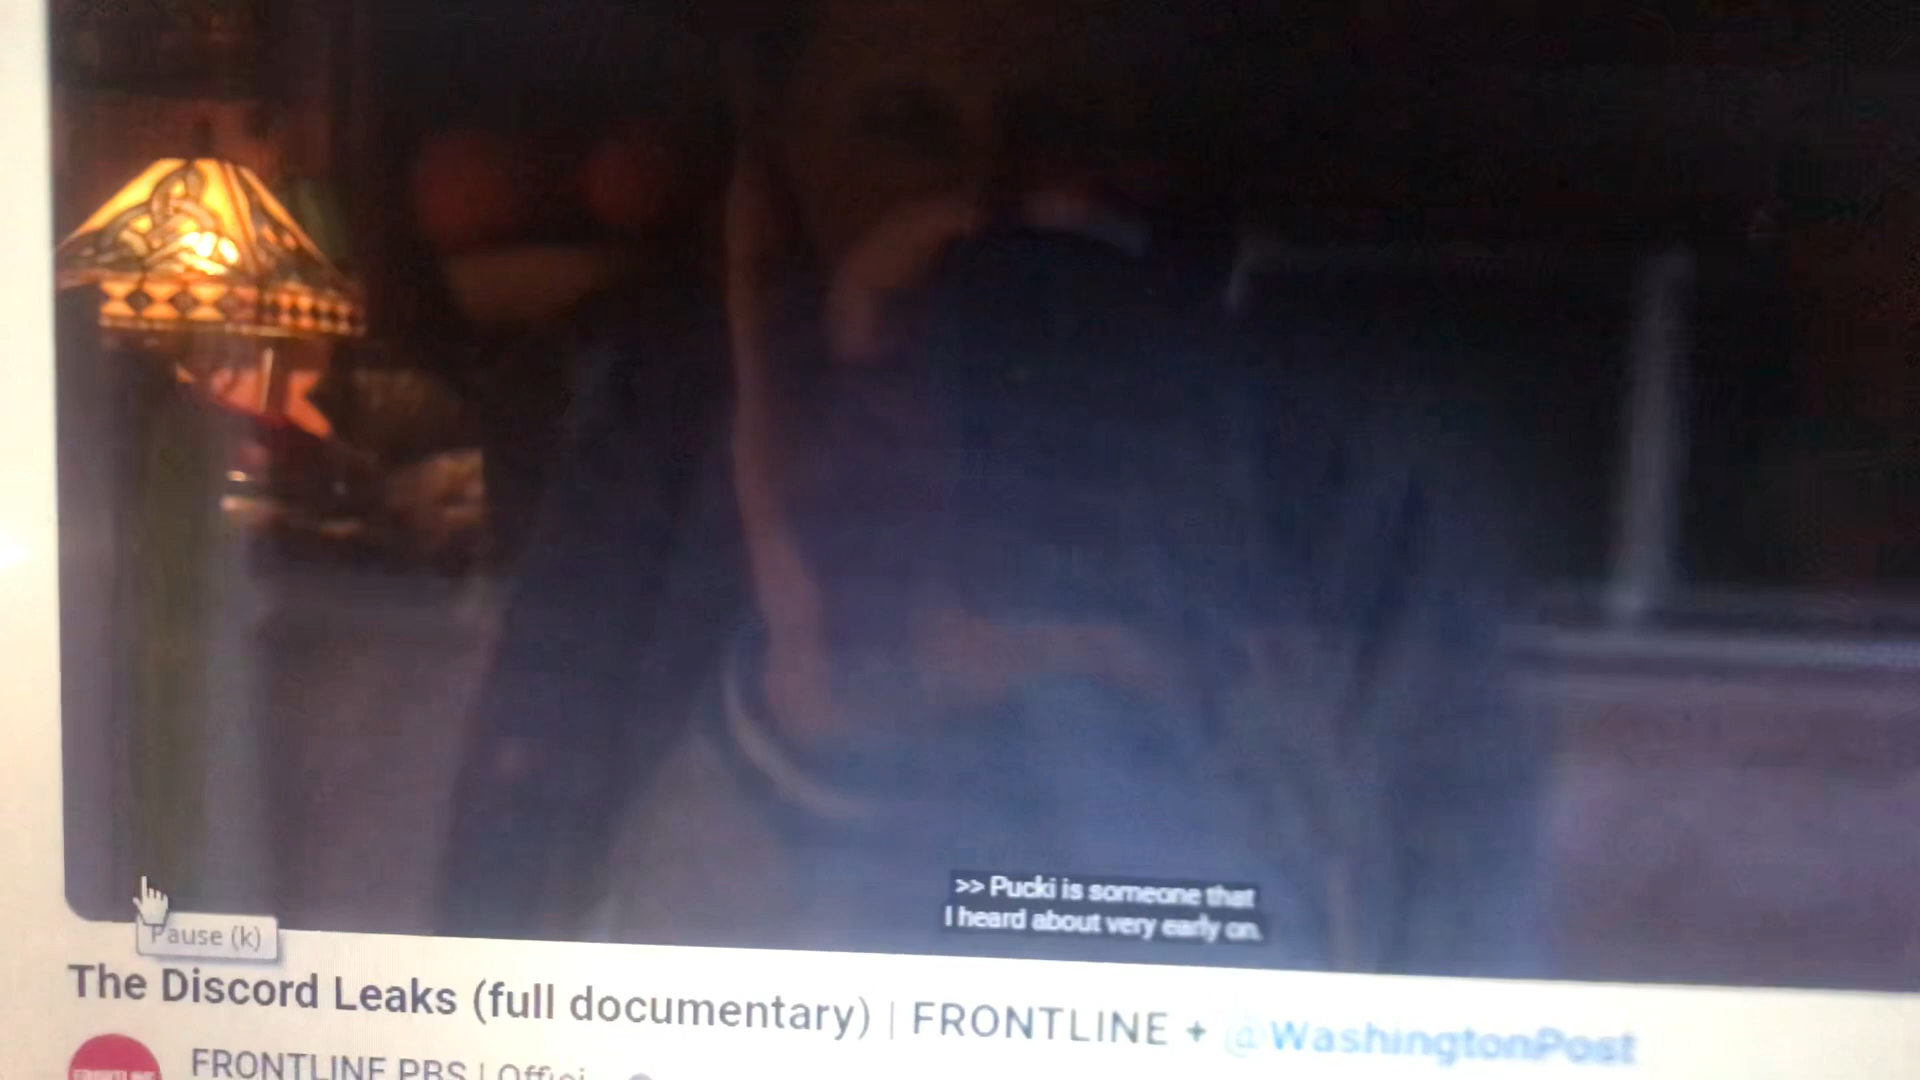 >> Pucki is someone that
I heard about very early on.
Pause (k)
The Discord Leaks (full documentary) | FRONTLINE + @WashingtonPost
FRONTLINE PBS |